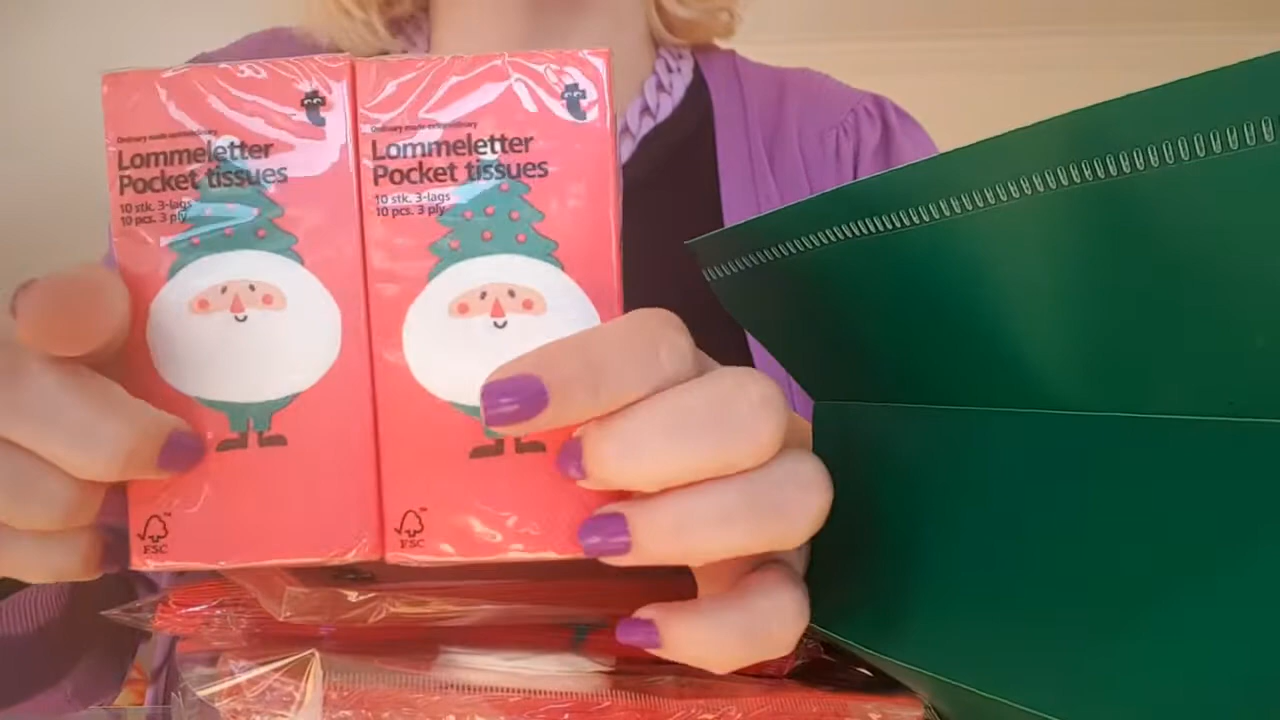 Ordinary made extraordinary
Lommeletter
Pocket tissues
10 stk. 3-lags
10 pcs. 3 ply
FSC
Ordinary made extraordinary
Lommeletter
Pocket tissues
10 stk. 3-lags
10 pcs. 3 ply
FSC